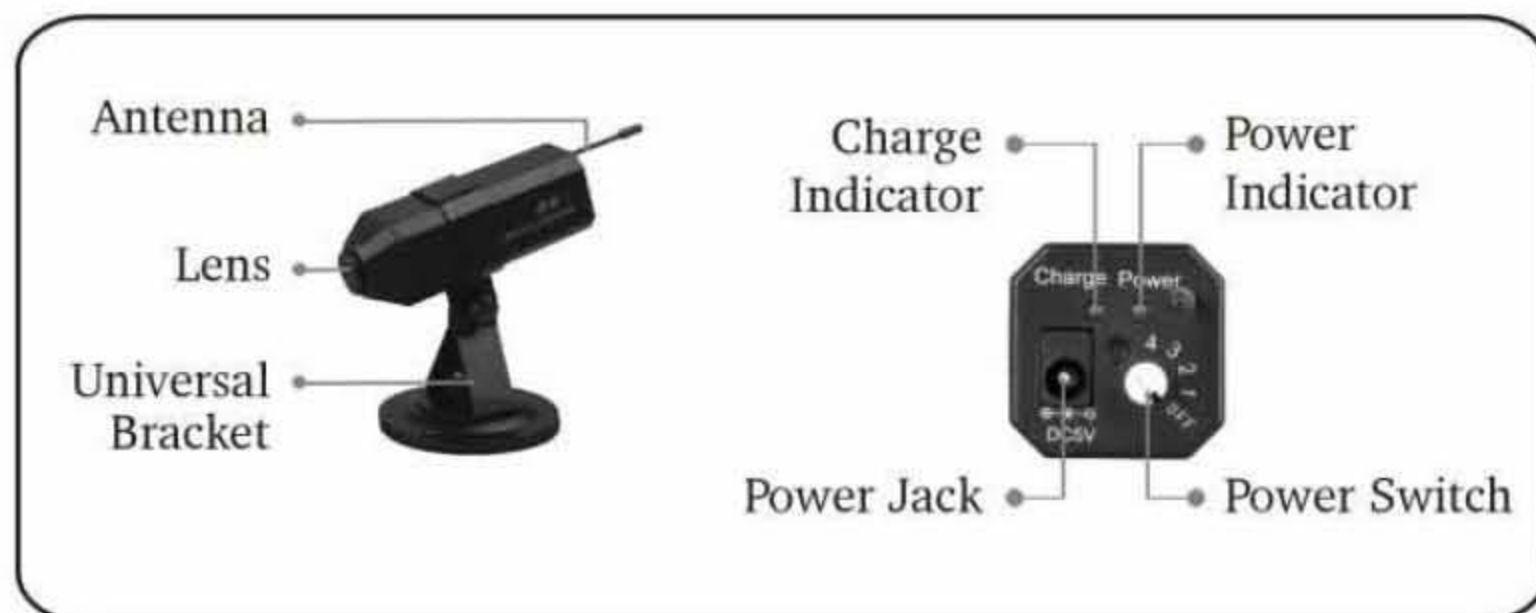 Antenna
Lens
Universal
Bracket
Charge
Indicator
Power
Indicator
Charge Power
4
3
2
1
OFF
DC5V
Power Jack
Power Switch